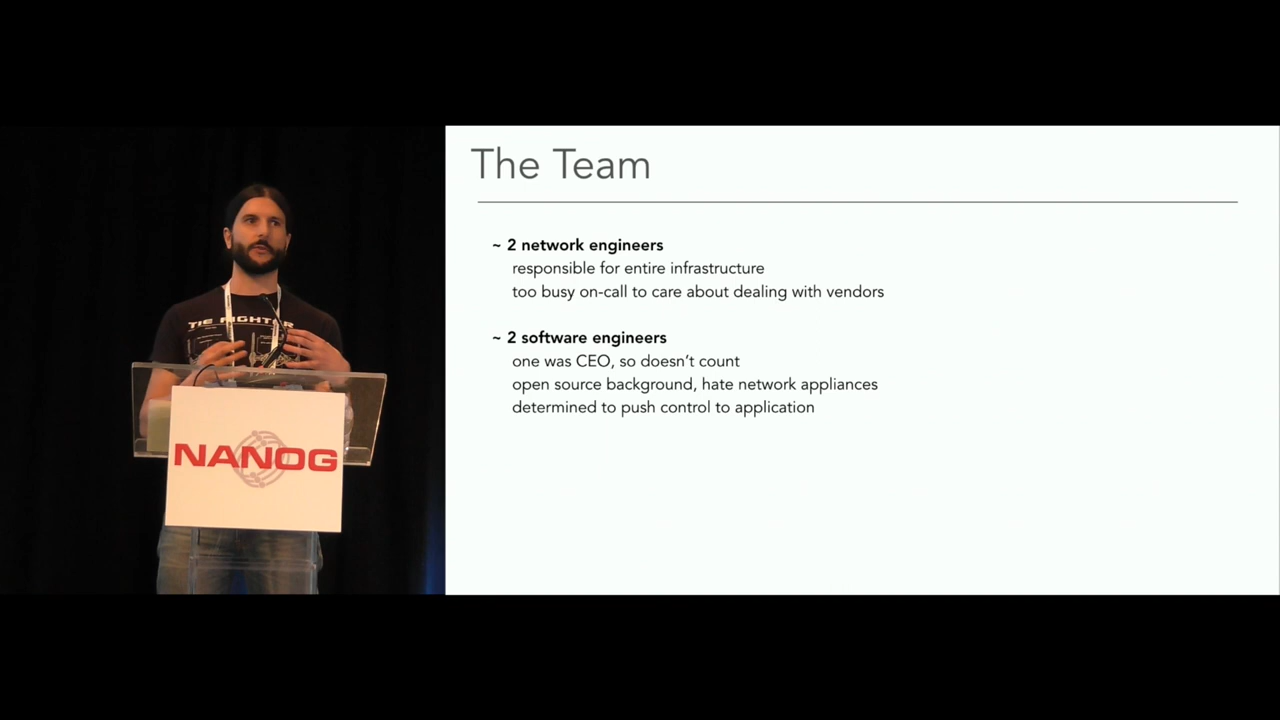 The Team
~ 2 network engineers
responsible for entire infrastructure
too busy on-call to care about dealing with vendors
~ 2 software engineers
one was CEO, so doesn't count
open source background, hate network appliances
determined to push control to application
TIE FIGHTER
NANOG